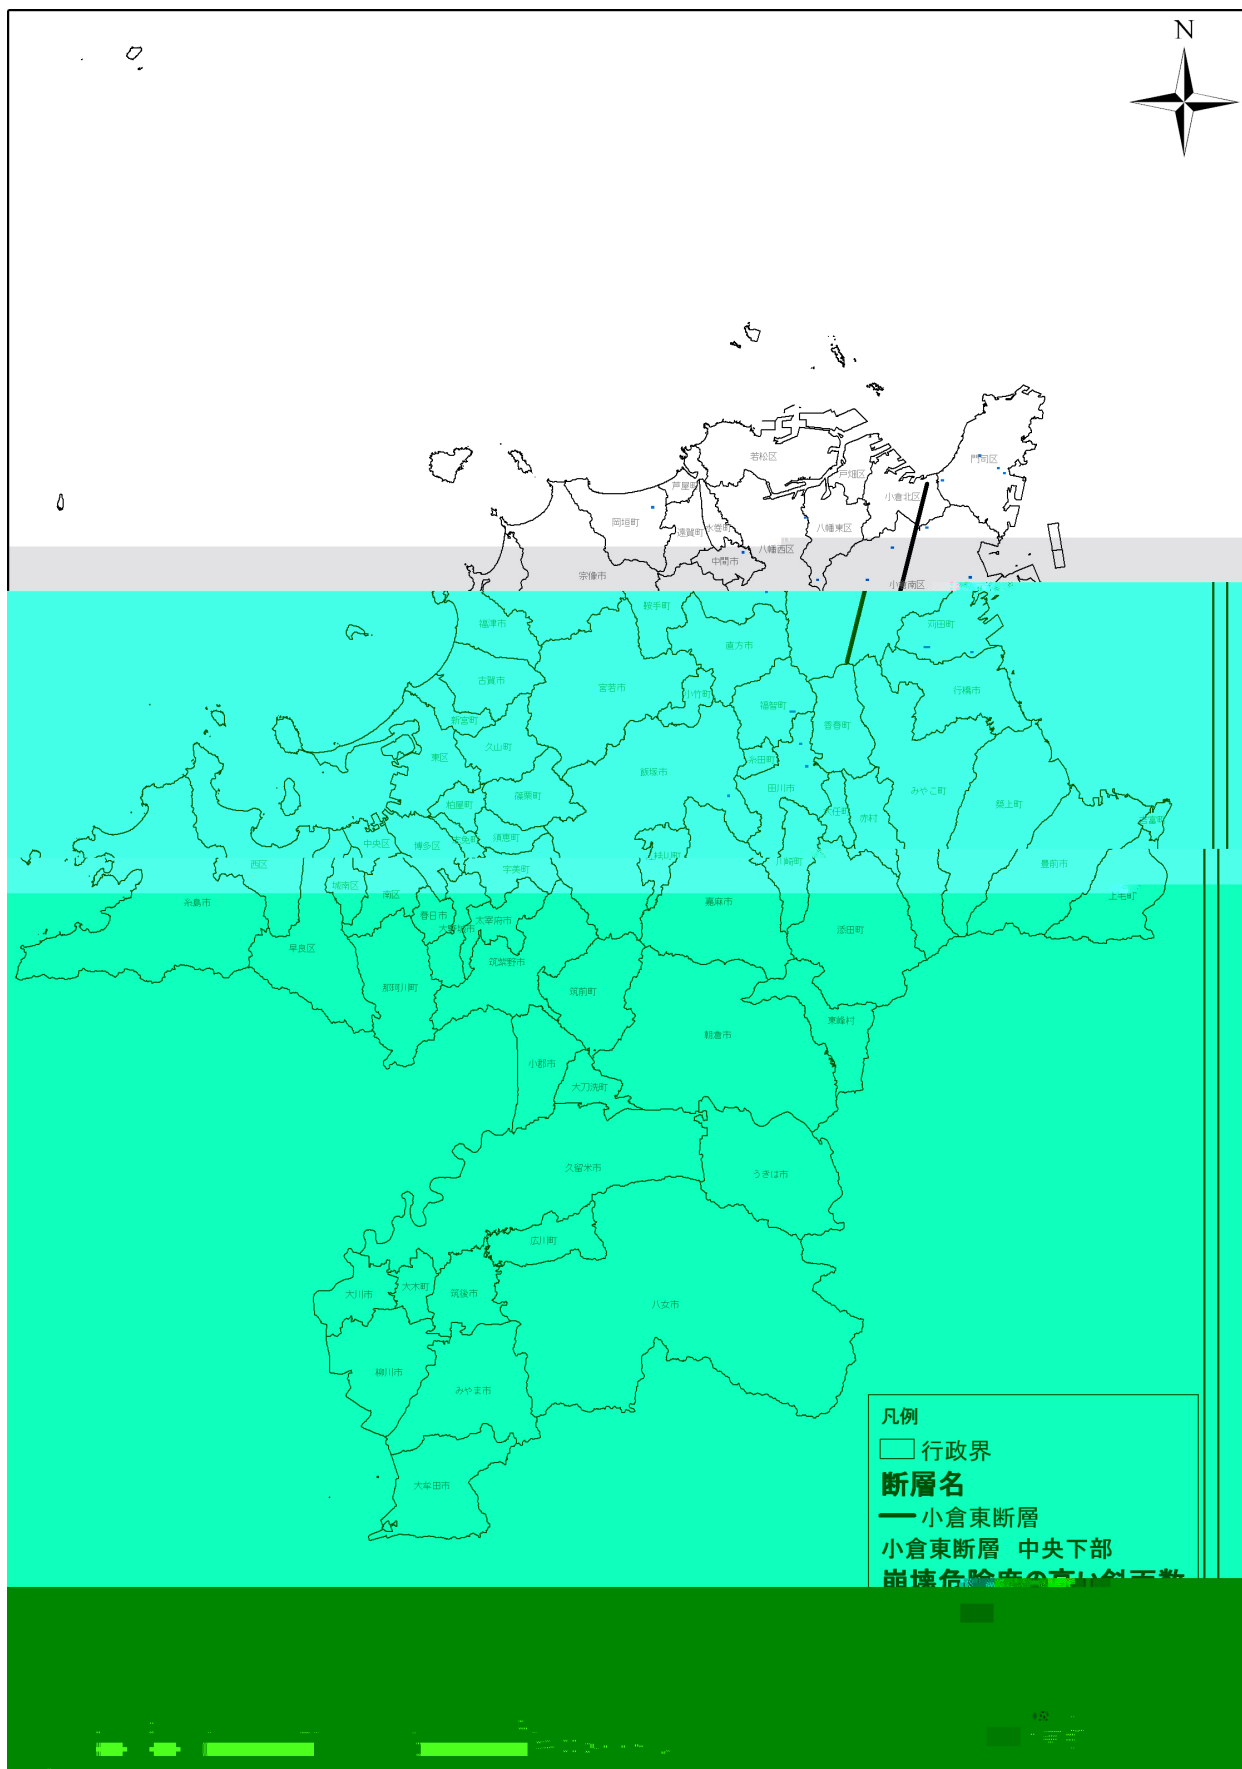 N
若松区
門司区
戸畑区
芦屋町
小倉北区
岡垣町
遠賀町
水巻町
八幡東区
八幡西区
中間市
宗像市
小倉南区
鞍手町
福津市
苅田町
直方市
古賀市
宮若市
小竹町
行橋市
福智町
新宮町
香春町
久山町
東区
糸田町
飯塚市
田川市
みやこ町
篠栗町
粕屋町
大任町
赤村
築上町
吉富町
志免町
須恵町
中央区
博多区
西区
川崎町
豊前市
宇美町
城南区
南区
嘉麻市
上毛町
糸島市
春日市
太宰府市
大野城市
添田町
早良区
筑紫野市
那珂川町
筑前町
東峰村
朝倉市
小郡市
大刀洗町
久留米市
うきは市
広川町
大川市
大木町
筑後市
八女市
柳川市
みやま市
大牟田市
凡例
行政界
断層名
小倉東断層
小倉東断層 中央下部
崩壊危険度の高い斜面数